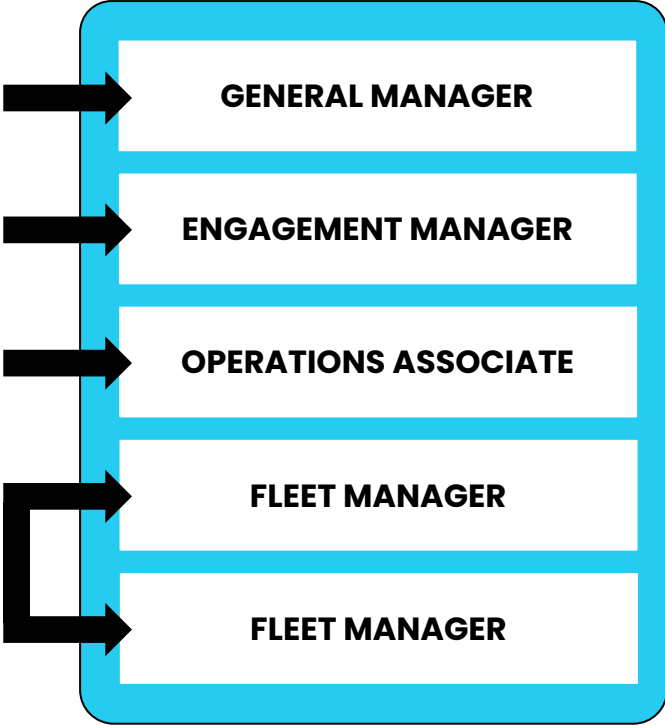 GENERAL MANAGER
ENGAGEMENT MANAGER
OPERATIONS ASSOCIATE
FLEET MANAGER
FLEET MANAGER